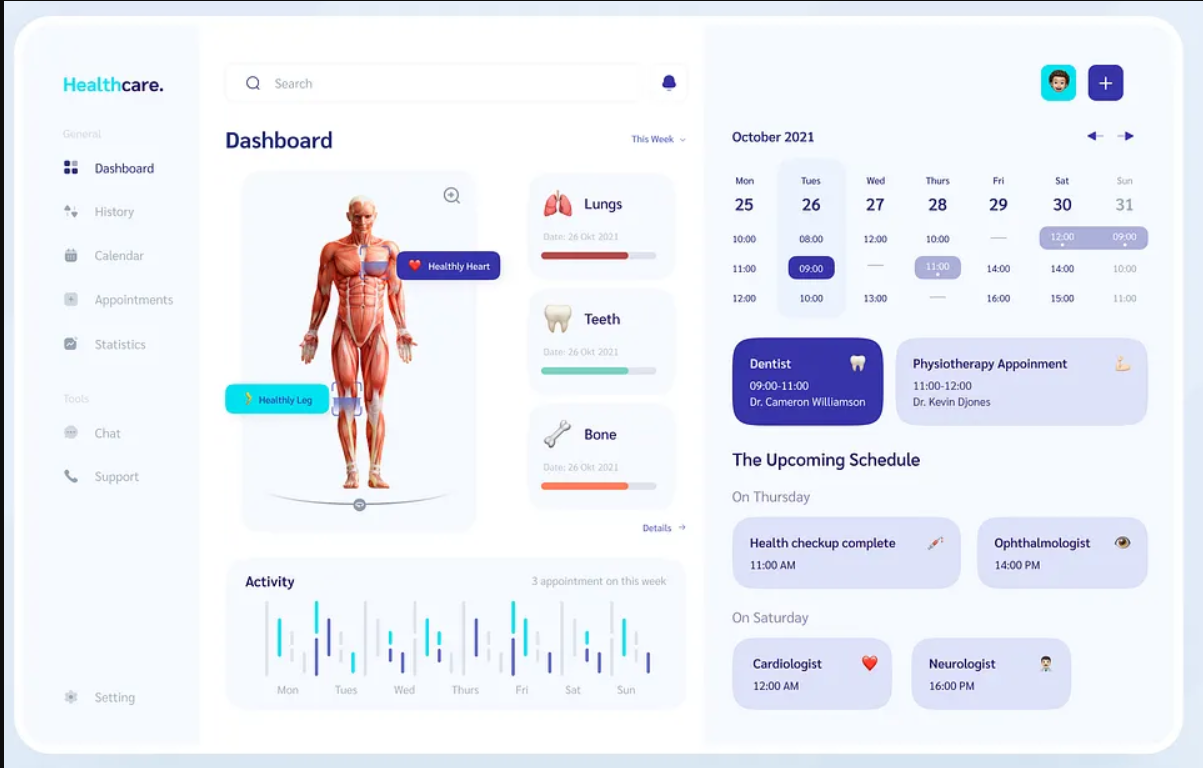 Healthcare.
General
Dashboard
History
Calendar
Appointments
Statistics
Tools
Chat
Support
Setting
Search
Dashboard
This Week
Healthly Heart
Healthly Leg
Lungs
Date: 26 Okt 2021
Teeth
Date: 26 Okt 2021
Bone
Date: 26 Okt 2021
Details
Activity
3 appointment on this week
Mon Tues Wed Thurs Fri Sat Sun
October 2021
Mon Tues Wed Thurs Fri Sat Sun
25 26 27 28 29 30 31
10:00 08:00 12:00 10:00 — 12:00 09:00
11:00 09:00 — 11:00 14:00 14:00 10:00
12:00 10:00 13:00 — 16:00 15:00 11:00
Dentist
09:00-11:00
Dr. Cameron Williamson
Physiotherapy Appoinment
11:00-12:00
Dr. Kevin Djones
The Upcoming Schedule
On Thursday
Health checkup complete
11:00 AM
Ophthalmologist
14:00 PM
On Saturday
Cardiologist
12:00 AM
Neurologist
16:00 PM